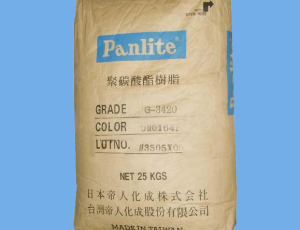 Panlite®
聚碳酸酯樹脂
GRADE G-3420
COLOR
LOTNO.
NET 25 KGS
日本帝人化成株式会社
台灣帝人化成股份有限公司
MADE IN TAIWAN